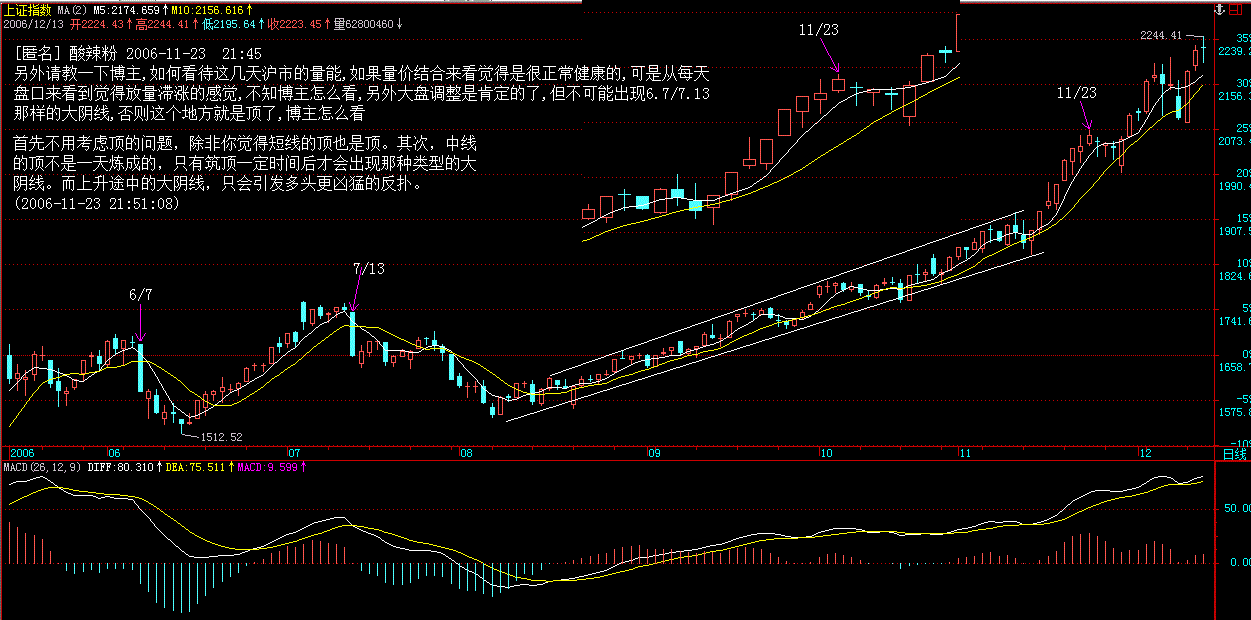 上证指数 MA(2) M5:2174.659↑M10:2156.616↑
2006/12/13 开2224.43↑高2244.41↑低2195.64↑收2223.45↑量62800460↓
[匿名] 酸辣粉 2006-11-23 21:45
另外请教一下博主,如何看待这几天沪市的量能,如果量价结合来看觉得是很正常健康的,可是从每天
盘口来看到觉得放量滞涨的感觉,不知博主怎么看,另外大盘调整是肯定的了,但不可能出现6.7/7.13
那样的大阴线,否则这个地方就是顶了,博主怎么看
首先不用考虑顶的问题，除非你觉得短线的顶也是顶。其次，中线
的顶不是一天炼成的，只有筑顶一定时间后才会出现那种类型的大
阴线。而上升途中的大阴线，只会引发多头更凶猛的反扑。
(2006-11-23 21:51:08)
11/23
2244.41
35%
2239.2
30%
2156.
11/23
25%
2073.4
20%
1990.
15%
1907.5
10%
1824.6
5%
1741.6
0%
1658.7
-5%
1575.8
-10%
6/7
7/13
1512.52
2006 06 07 08 09 10 11 12 日线
MACD(26,12,9) DIFF:80.310↑DEA:75.511↑MACD:9.599↑
50.00
0.00